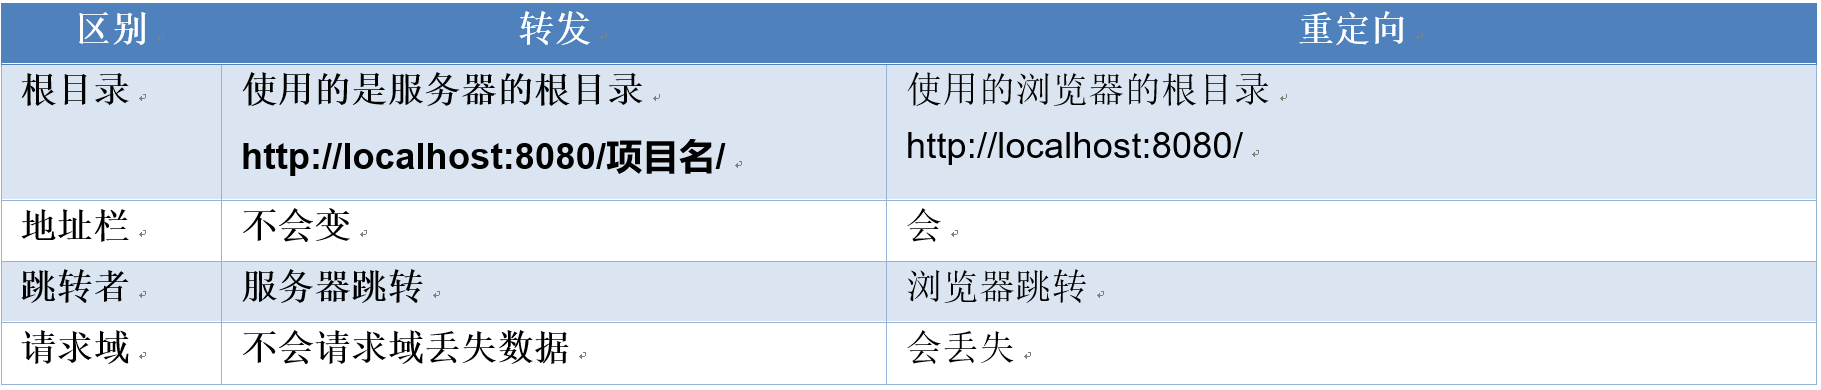 区别 转发 重定向
根目录 使用的是服务器的根目录 使用的浏览器的根目录
http://localhost:8080/项目名/ http://localhost:8080/
地址栏 不会变 会
跳转者 服务器跳转 浏览器跳转
请求域 不会请求域丢失数据 会丢失